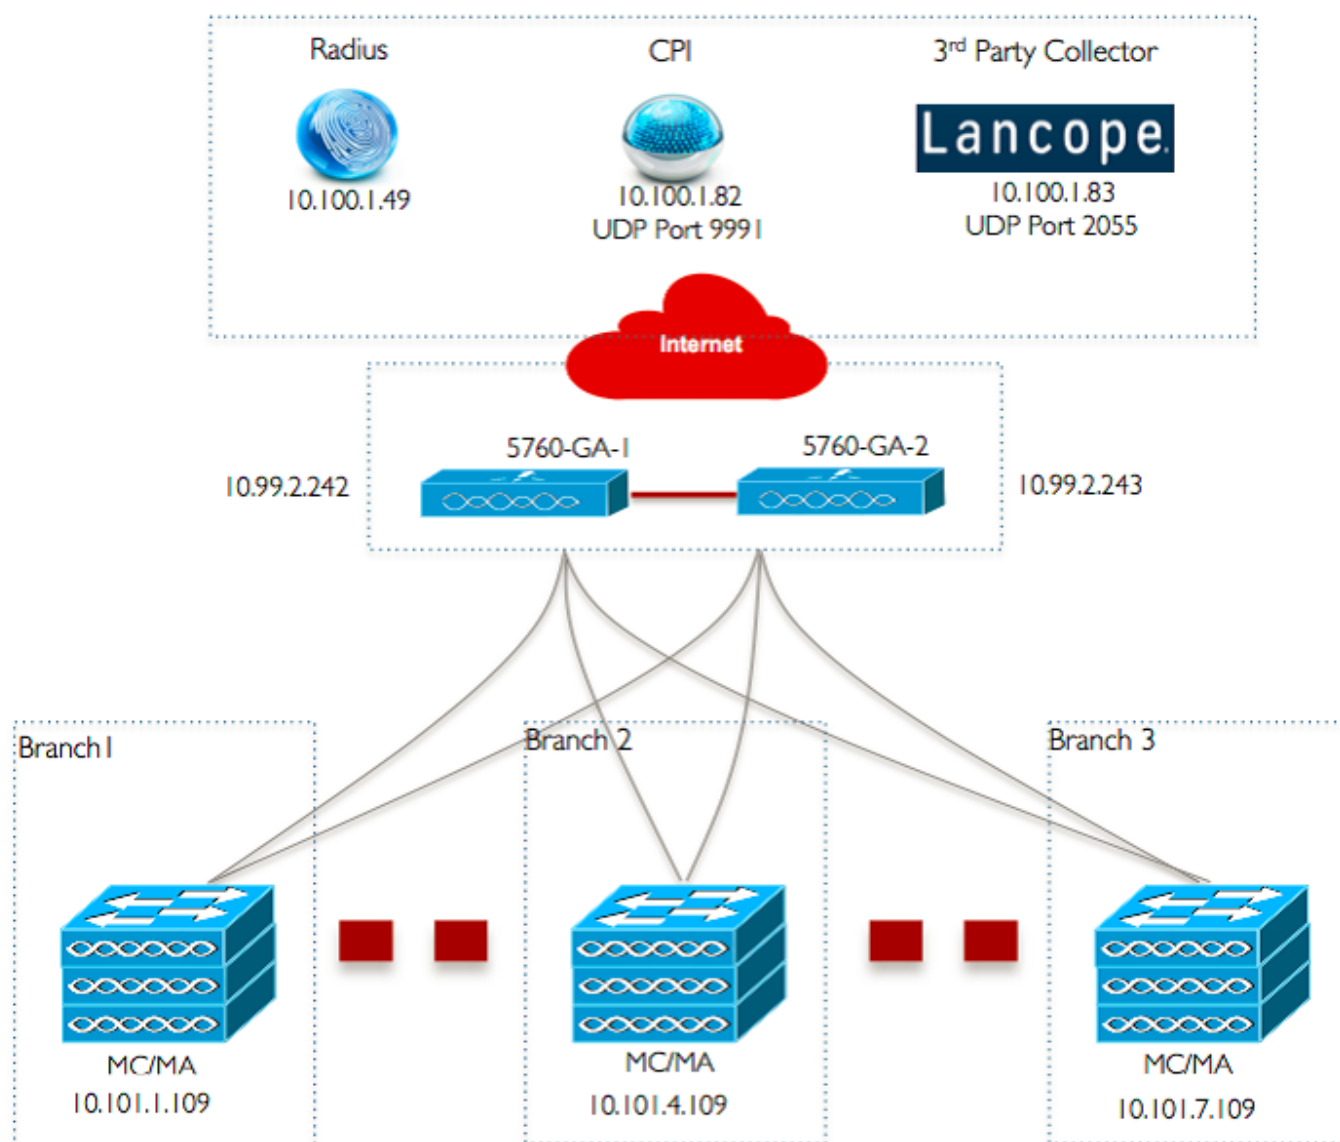 Radius
CPI
3rd Party Collector
Lancope.
10.100.1.49
10.100.1.82
UDP Port 9991
10.100.1.83
UDP Port 2055
Internet
5760-GA-1
5760-GA-2
10.99.2.242
10.99.2.243
Branch1
Branch 2
Branch 3
MC/MA
10.101.1.109
MC/MA
10.101.4.109
MC/MA
10.101.7.109